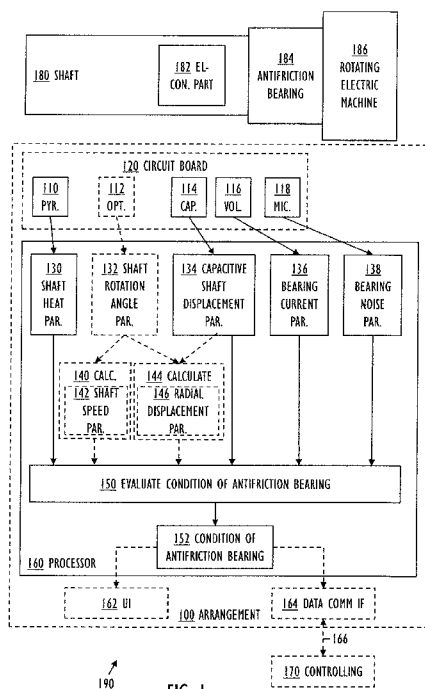 180 SHAFT
182 EL-
CON. PART
184
ANTIFRICTION
BEARING
186
ROTATING
ELECTRIC
MACHINE
120 CIRCUIT BOARD
110
PYR.
112
OPT.
114
CAP.
116
VOL.
118
MIC.
130
SHAFT
HEAT
PAR.
132 SHAFT
ROTATION
ANGLE
PAR.
134 CAPACITIVE
SHAFT
DISPLACEMENT
PAR.
136
BEARING
CURRENT
PAR.
138
BEARING
NOISE
PAR.
140 CALC.
142 SHAFT
SPEED
PAR.
144 CALCULATE
146 RADIAL
DISPLACEMENT
PAR.
150 EVALUATE CONDITION OF ANTIFRICTION BEARING
152 CONDITION OF
ANTIFRICTION BEARING
160 PROCESSOR
162 UI
164 DATA COMM IF
100 ARRANGEMENT
166
170 CONTROLLING
190